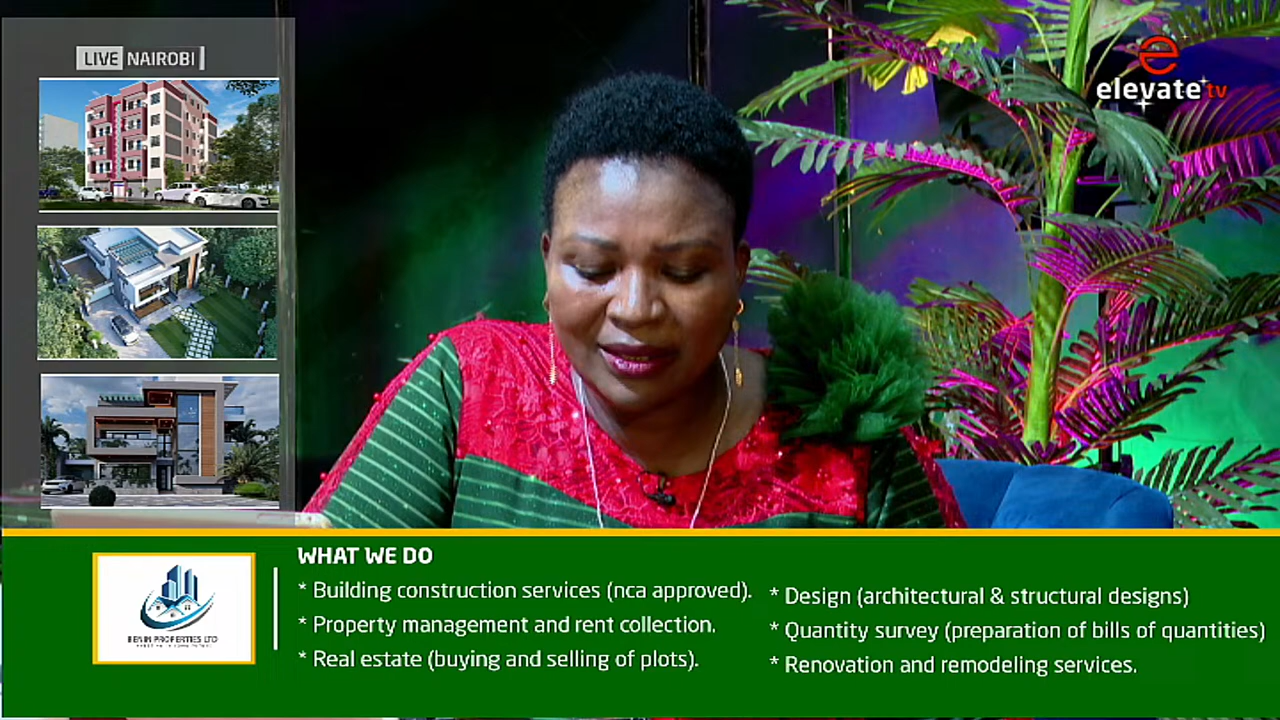 LIVE NAIROBI
elevate tv
WHAT WE DO
* Building construction services (nca approved).
* Property management and rent collection.
* Real estate (buying and selling of plots).
* Design (architectural & structural designs)
* Quantity survey (preparation of bills of quantities)
* Renovation and remodeling services.
PROPERTIES LTD